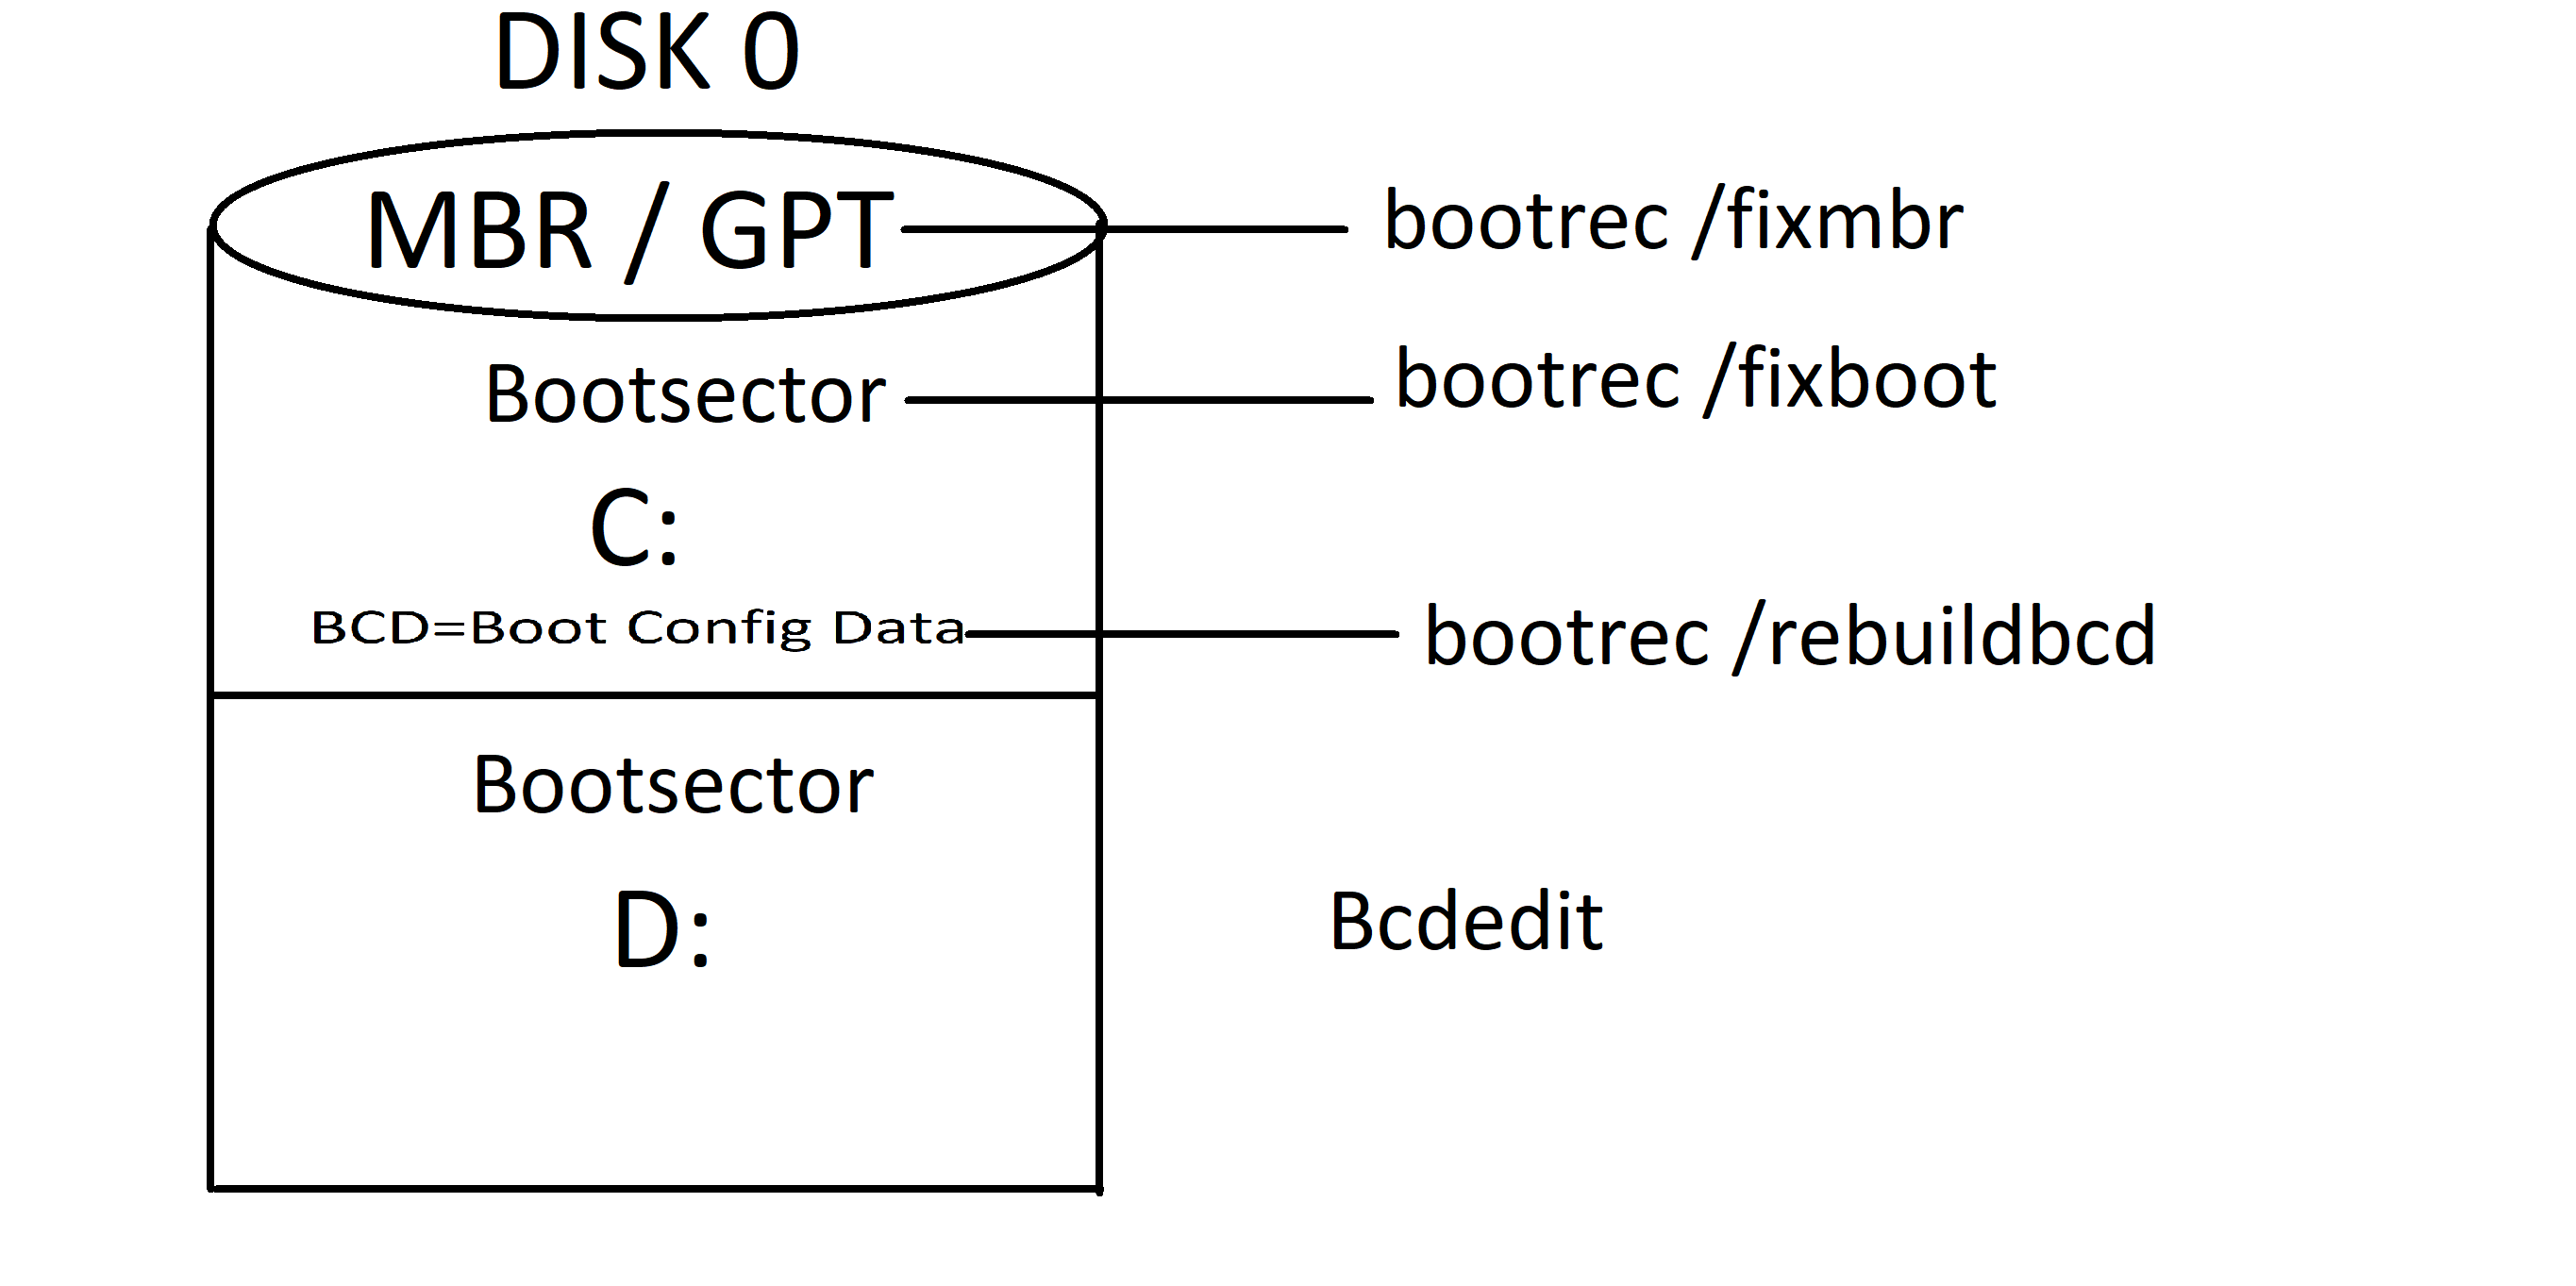 DISK 0
MBR / GPT
bootrec /fixmbr
Bootsector
bootrec /fixboot
C:
BCD=Boot Config Data
bootrec /rebuildbcd
Bootsector
D:
Bcdedit